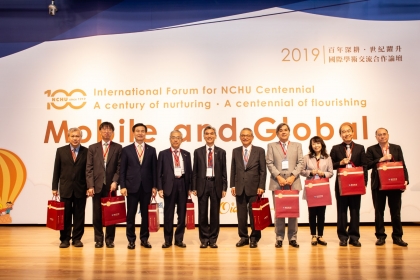 2019 百年深耕．世紀躍升
國際學術交流合作論壇
100 NCHU
International Forum for NCHU Centennial
A century of nurturing・A centennial of flourishing
Mobile and Global